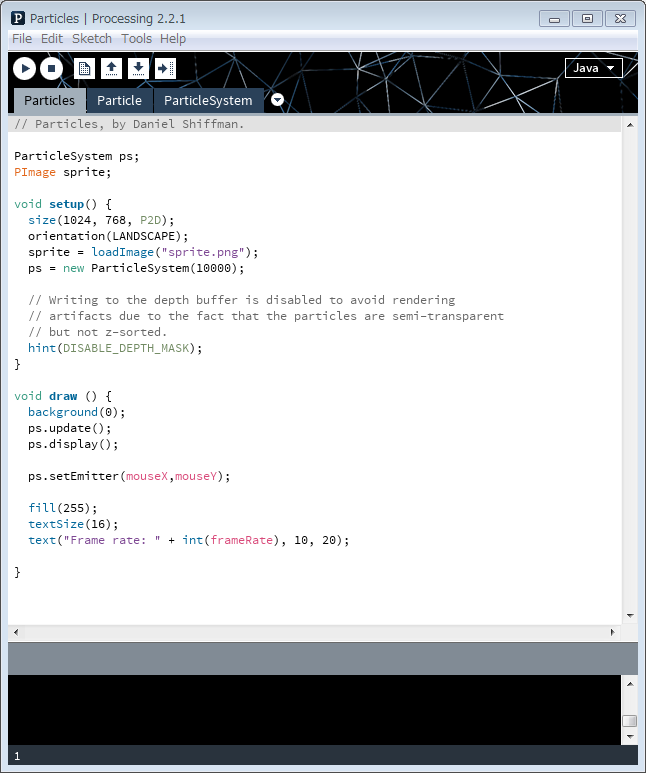 Particles | Processing 2.2.1
File Edit Sketch Tools Help
Java
Particles Particle ParticleSystem
// Particles, by Daniel Shiffman.
ParticleSystem ps;
PImage sprite;
void setup() {
size(1024, 768, P2D);
orientation(LANDSCAPE);
sprite = loadImage("sprite.png");
ps = new ParticleSystem(10000);
// Writing to the depth buffer is disabled to avoid rendering
// artifacts due to the fact that the particles are semi-transparent
// but not z-sorted.
hint(DISABLE_DEPTH_MASK);
}
void draw () {
background(0);
ps.update();
ps.display();
ps.setEmitter(mouseX,mouseY);
fill(255);
textSize(16);
text("Frame rate: " + int(frameRate), 10, 20);
}
1